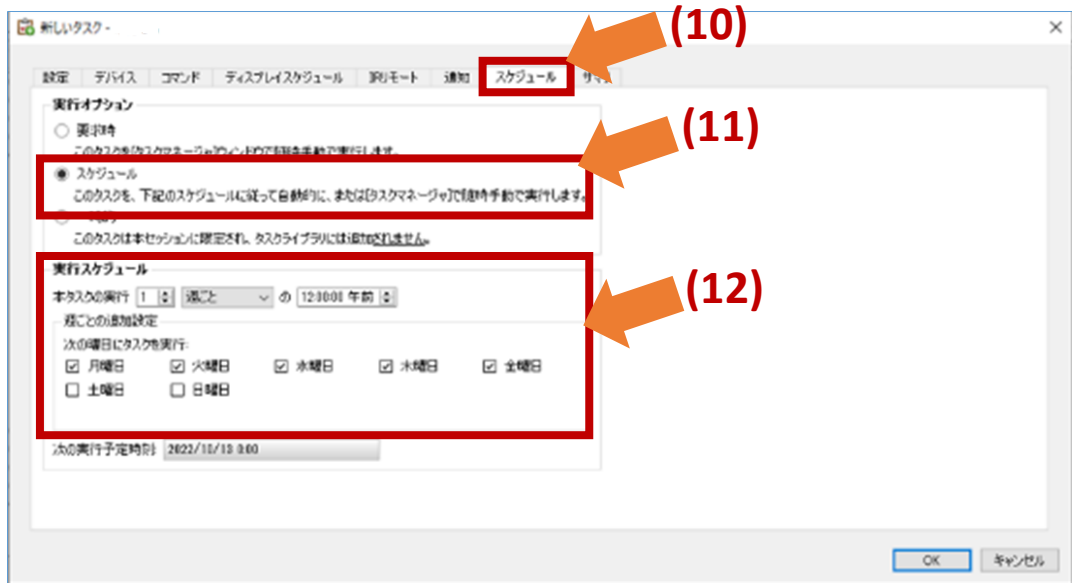 新しいタスク -
(10)
設定 デバイス コマンド ディスプレイスケジュール IRリモート 通知 スケジュール
実行オプション
要求時
(11)
このタスクを[タスクマネージャ]ウィンドウで随時手動で実行します。
スケジュール
このタスクを、下記のスケジュールに従って自動的に、または[タスクマネージャ]で随時手動で実行します。
このタスクは本セッションに限定され、タスクライブラリには追加されません。
実行スケジュール
(12)
本タスクの実行 1 週ごと の 12:00:00 午前
週ごとの追加設定
次の曜日にタスクを実行:
月曜日 火曜日 水曜日 木曜日 金曜日
土曜日 日曜日
次の実行予定時刻: 2022/10/13 0:00
OK キャンセル